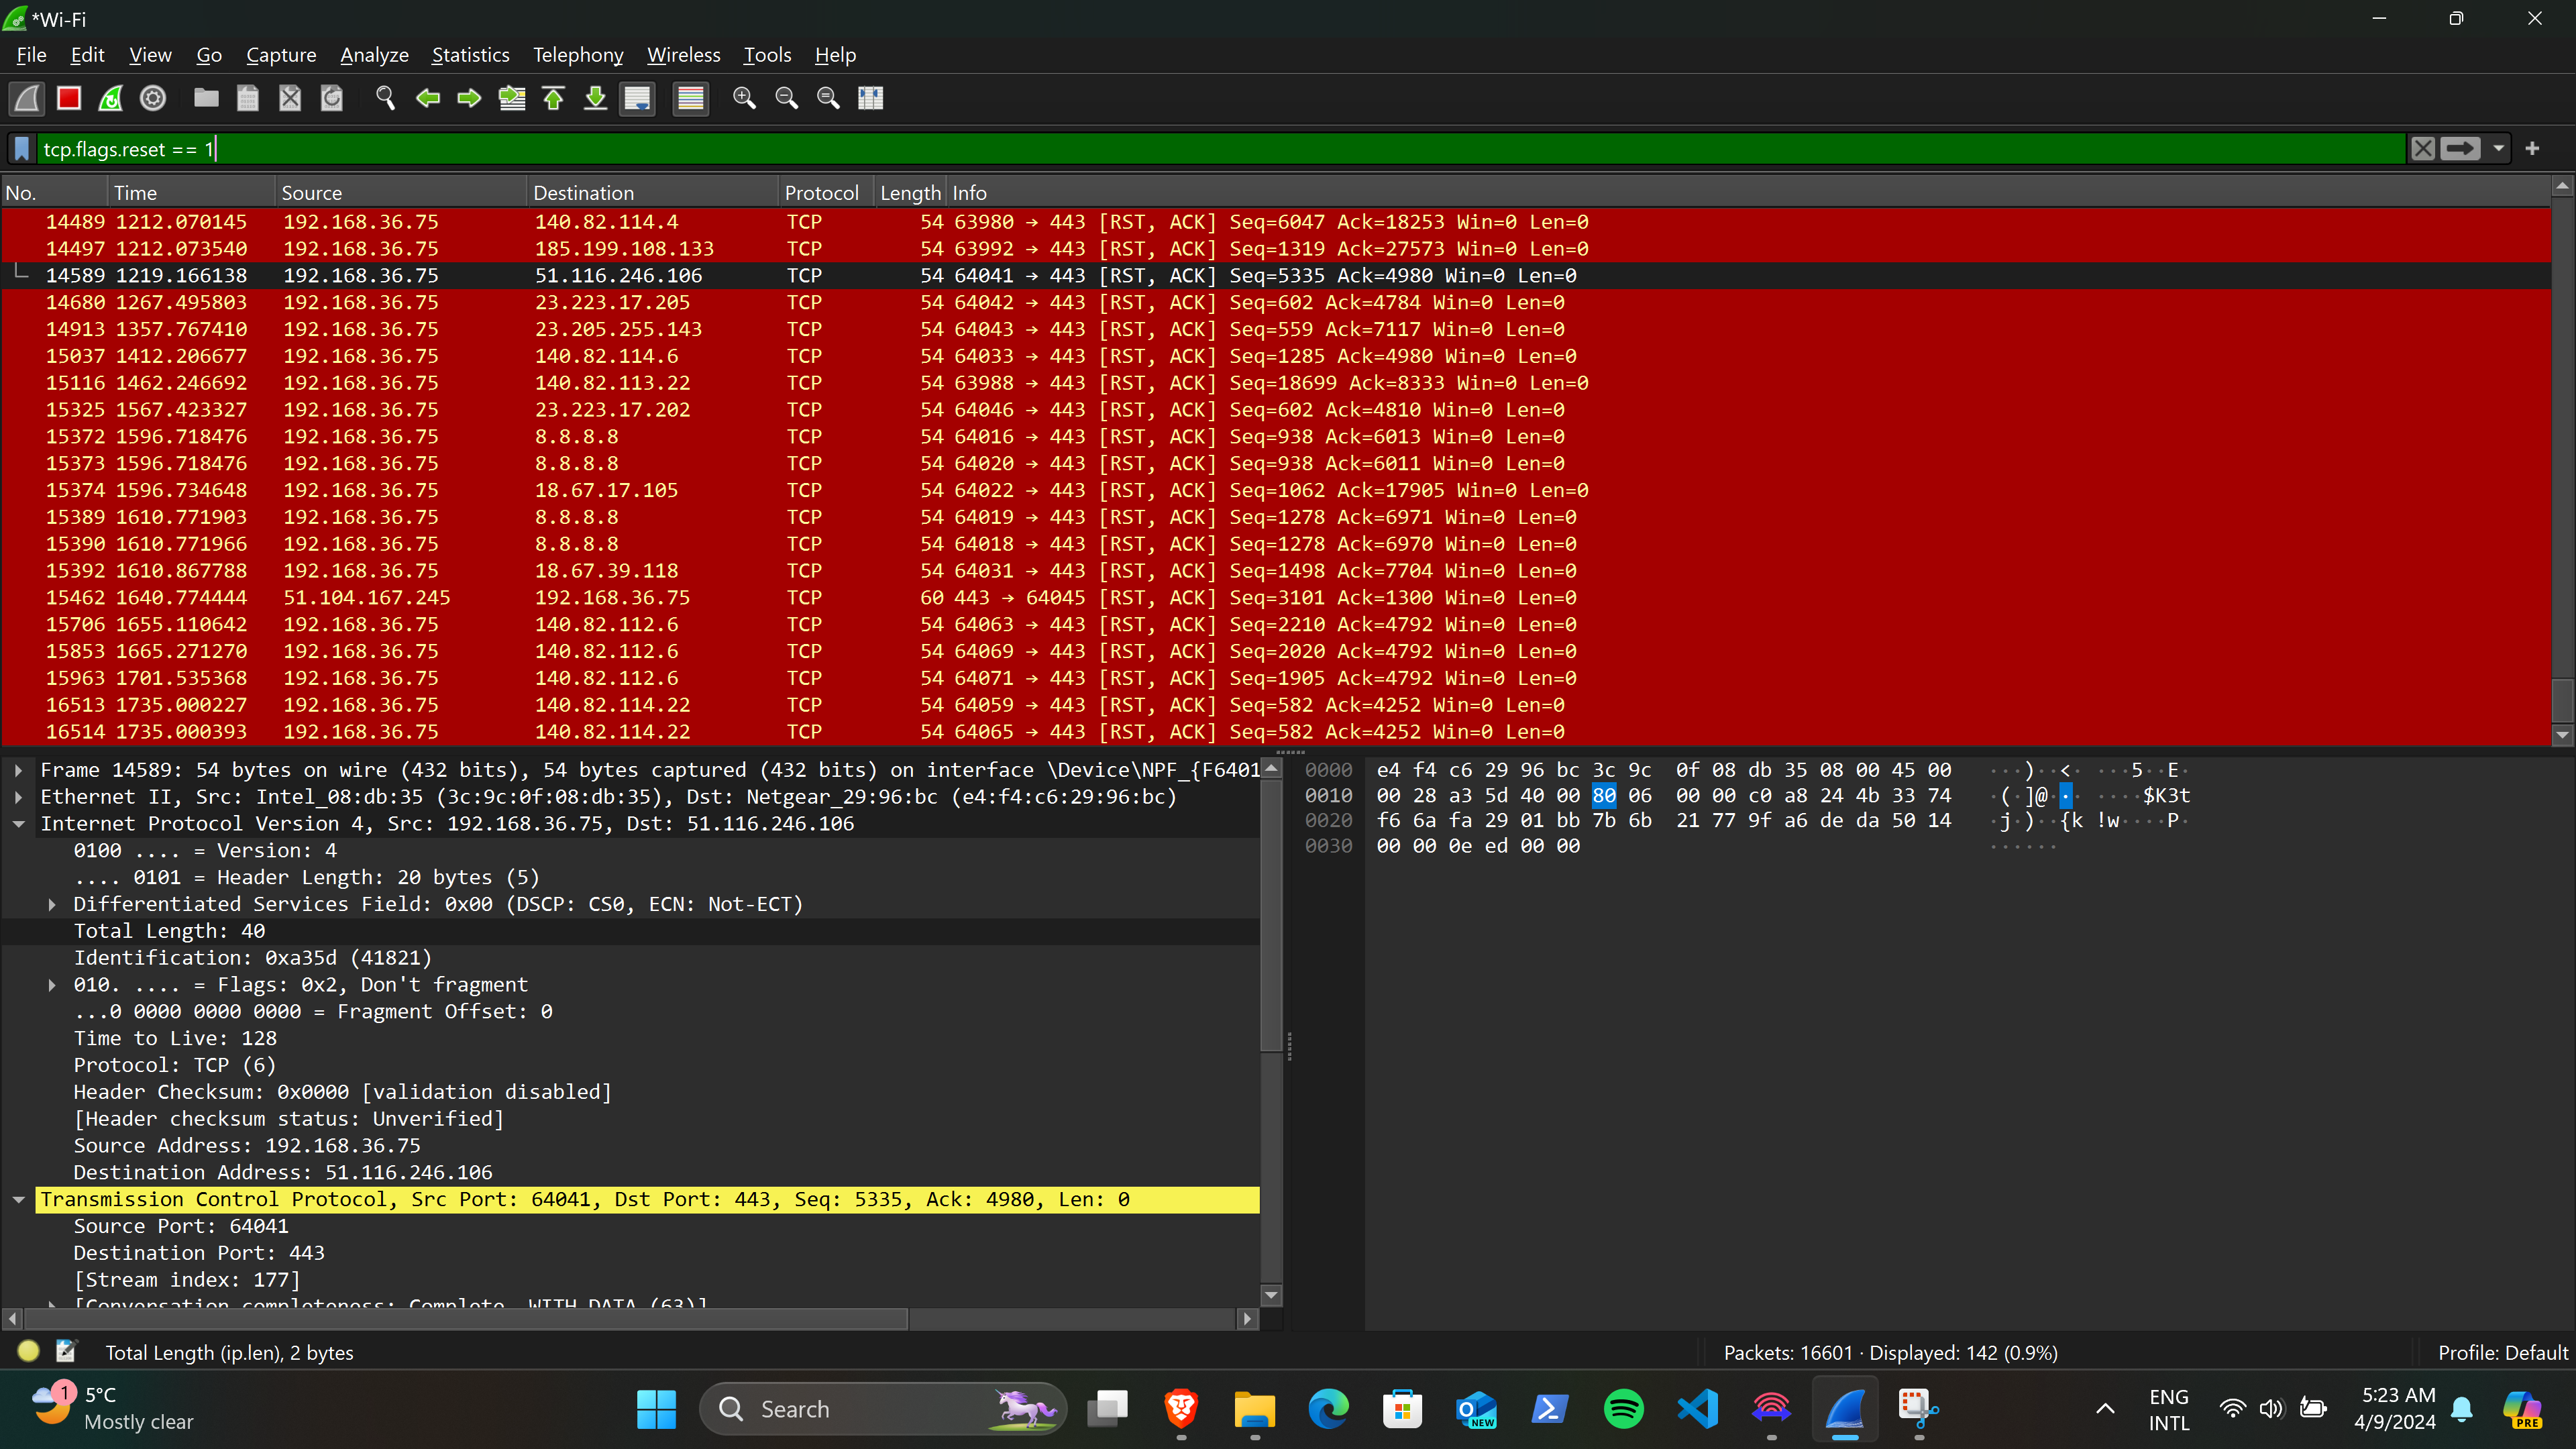 *Wi-Fi
File Edit View Go Capture Analyze Statistics Telephony Wireless Tools Help
tcp.flags.reset == 1
No. Time Source Destination Protocol Length Info
14489 1212.070145 192.168.36.75 140.82.114.4 TCP 54 63980 → 443 [RST, ACK] Seq=6047 Ack=18253 Win=0 Len=0
14497 1212.073540 192.168.36.75 185.199.108.133 TCP 54 63992 → 443 [RST, ACK] Seq=1319 Ack=27573 Win=0 Len=0
14589 1219.166138 192.168.36.75 51.116.246.106 TCP 54 64041 → 443 [RST, ACK] Seq=5335 Ack=4980 Win=0 Len=0
14680 1267.495803 192.168.36.75 23.223.17.205 TCP 54 64042 → 443 [RST, ACK] Seq=602 Ack=4784 Win=0 Len=0
14913 1357.767410 192.168.36.75 23.205.255.143 TCP 54 64043 → 443 [RST, ACK] Seq=559 Ack=7117 Win=0 Len=0
15037 1412.206677 192.168.36.75 140.82.114.6 TCP 54 64033 → 443 [RST, ACK] Seq=1285 Ack=4980 Win=0 Len=0
15116 1462.246692 192.168.36.75 140.82.113.22 TCP 54 63988 → 443 [RST, ACK] Seq=18699 Ack=8333 Win=0 Len=0
15325 1567.423327 192.168.36.75 23.223.17.202 TCP 54 64046 → 443 [RST, ACK] Seq=602 Ack=4810 Win=0 Len=0
15372 1596.718476 192.168.36.75 8.8.8.8 TCP 54 64016 → 443 [RST, ACK] Seq=938 Ack=6013 Win=0 Len=0
15373 1596.718476 192.168.36.75 8.8.8.8 TCP 54 64020 → 443 [RST, ACK] Seq=938 Ack=6011 Win=0 Len=0
15374 1596.734648 192.168.36.75 18.67.17.105 TCP 54 64022 → 443 [RST, ACK] Seq=1062 Ack=17905 Win=0 Len=0
15389 1610.771903 192.168.36.75 8.8.8.8 TCP 54 64019 → 443 [RST, ACK] Seq=1278 Ack=6971 Win=0 Len=0
15390 1610.771966 192.168.36.75 8.8.8.8 TCP 54 64018 → 443 [RST, ACK] Seq=1278 Ack=6970 Win=0 Len=0
15392 1610.867788 192.168.36.75 18.67.39.118 TCP 54 64031 → 443 [RST, ACK] Seq=1498 Ack=7704 Win=0 Len=0
15462 1640.774444 51.104.167.245 192.168.36.75 TCP 60 443 → 64045 [RST, ACK] Seq=3101 Ack=1300 Win=0 Len=0
15706 1655.110642 192.168.36.75 140.82.112.6 TCP 54 64063 → 443 [RST, ACK] Seq=2210 Ack=4792 Win=0 Len=0
15853 1665.271270 192.168.36.75 140.82.112.6 TCP 54 64069 → 443 [RST, ACK] Seq=2020 Ack=4792 Win=0 Len=0
15963 1701.535368 192.168.36.75 140.82.112.6 TCP 54 64071 → 443 [RST, ACK] Seq=1905 Ack=4792 Win=0 Len=0
16513 1735.000227 192.168.36.75 140.82.114.22 TCP 54 64059 → 443 [RST, ACK] Seq=582 Ack=4252 Win=0 Len=0
16514 1735.000393 192.168.36.75 140.82.114.22 TCP 54 64065 → 443 [RST, ACK] Seq=582 Ack=4252 Win=0 Len=0
Frame 14589: 54 bytes on wire (432 bits), 54 bytes captured (432 bits) on interface \Device\NPF_{F6401
Ethernet II, Src: Intel_08:db:35 (3c:9c:0f:08:db:35), Dst: Netgear_29:96:bc (e4:f4:c6:29:96:bc)
Internet Protocol Version 4, Src: 192.168.36.75, Dst: 51.116.246.106
0100 .... = Version: 4
.... 0101 = Header Length: 20 bytes (5)
Differentiated Services Field: 0x00 (DSCP: CS0, ECN: Not-ECT)
Total Length: 40
Identification: 0xa35d (41821)
010. .... = Flags: 0x2, Don't fragment
...0 0000 0000 0000 = Fragment Offset: 0
Time to Live: 128
Protocol: TCP (6)
Header Checksum: 0x0000 [validation disabled]
[Header checksum status: Unverified]
Source Address: 192.168.36.75
Destination Address: 51.116.246.106
Transmission Control Protocol, Src Port: 64041, Dst Port: 443, Seq: 5335, Ack: 4980, Len: 0
Source Port: 64041
Destination Port: 443
[Stream index: 177]
[Conversation completeness: Complete, WITH_DATA (63)]
0000 e4 f4 c6 29 96 bc 3c 9c 0f 08 db 35 08 00 45 00 ···)··<· ···5··E·
0010 00 28 a3 5d 40 00 80 06 00 00 c0 a8 24 4b 33 74 ·(·]@··· ····$K3t
0020 f6 6a fa 29 01 bb 7b 6b 21 77 9f a6 de da 50 14 ·j·)··{k !w····P·
0030 00 00 0e ed 00 00 ······
Total Length (ip.len), 2 bytes
Packets: 16601 · Displayed: 142 (0.9%)
Profile: Default
1
5°C
Mostly clear
Search
NEW
ENG
INTL
5:23 AM
4/9/2024
PRE